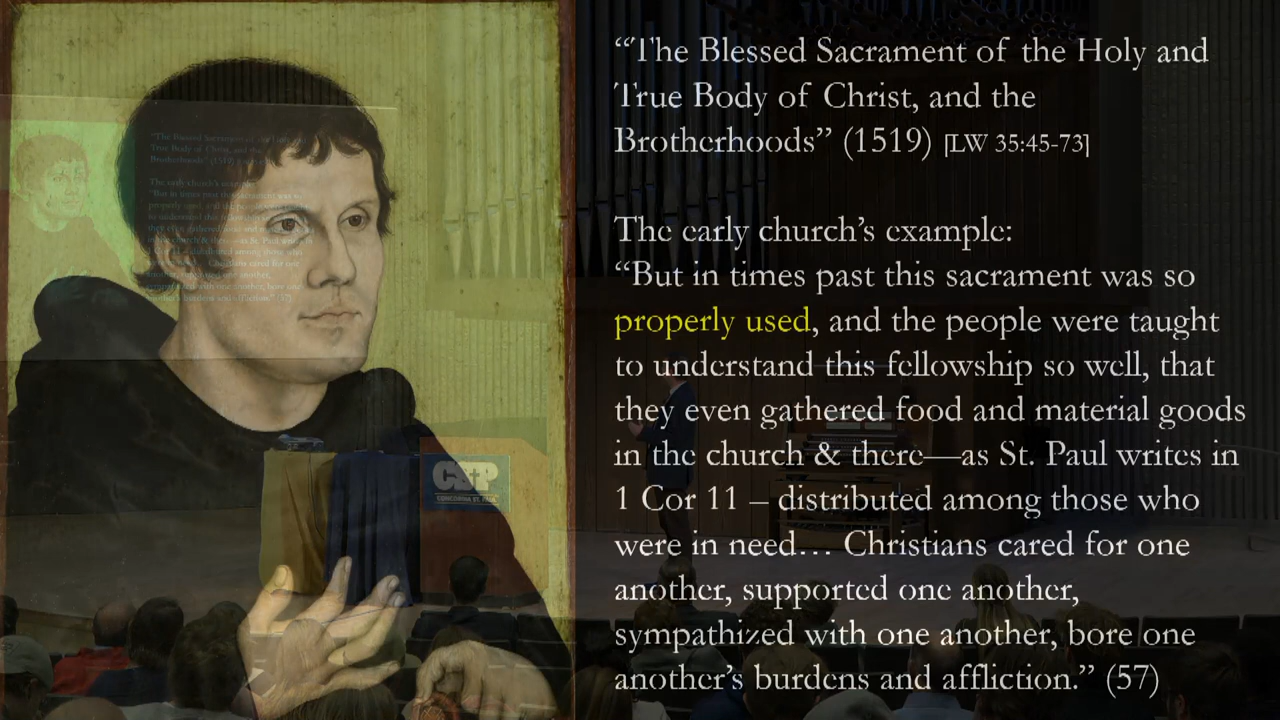 “The Blessed Sacrament of the Holy and
True Body of Christ, and the
Brotherhoods” (1519) [LW 35:45-73]
The early church’s example:
“But in times past this sacrament was so
properly used, and the people were taught
to understand this fellowship so well, that
they even gathered food and material goods
in the church & there—as St. Paul writes in
1 Cor 11 – distributed among those who
were in need… Christians cared for one
another, supported one another,
sympathized with one another, bore one
another’s burdens and affliction.” (57)
CSP
CONCORDIA ST. PAUL